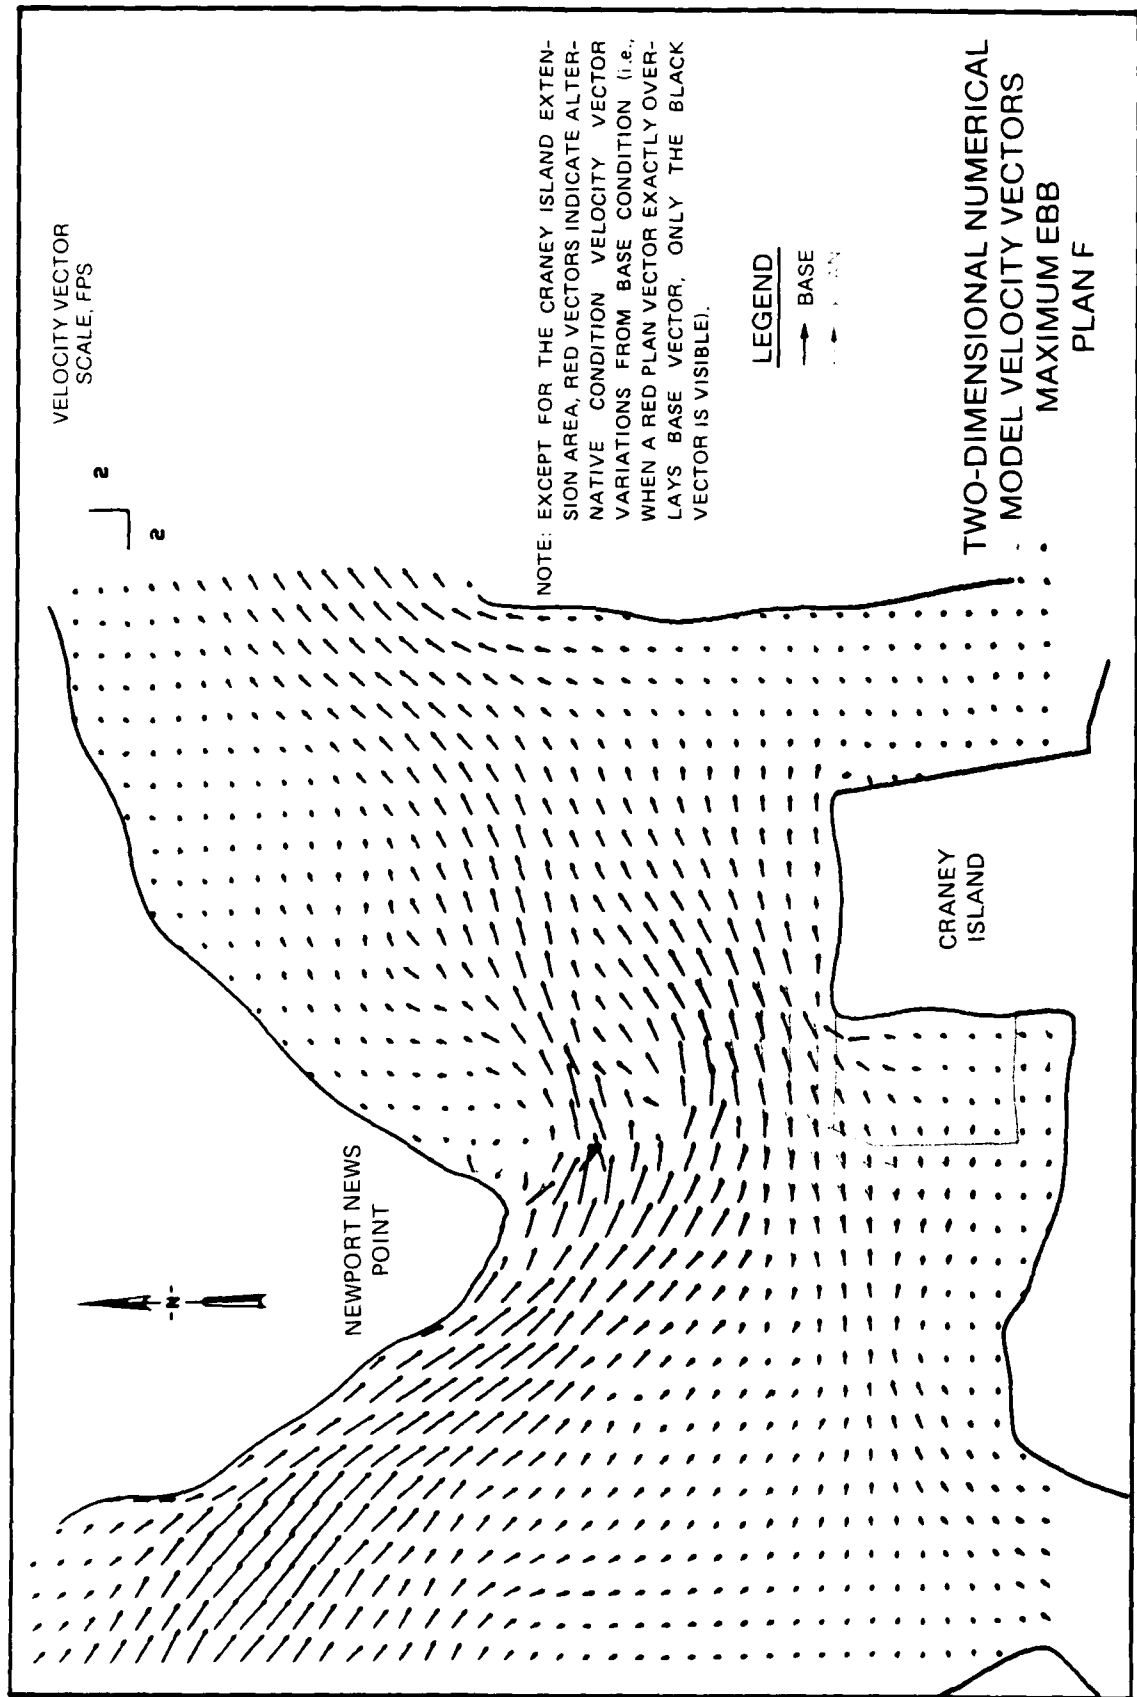 VELOCITY VECTOR
SCALE, FPS
2
2
NOTE: EXCEPT FOR THE CRANEY ISLAND EXTEN-
SION AREA, RED VECTORS INDICATE ALTER-
NATIVE CONDITION VELOCITY VECTOR
VARIATIONS FROM BASE CONDITION (i.e.,
WHEN A RED PLAN VECTOR EXACTLY OVER-
LAYS BASE VECTOR, ONLY THE BLACK
VECTOR IS VISIBLE).
LEGEND
BASE
TWO-DIMENSIONAL NUMERICAL
MODEL VELOCITY VECTORS
MAXIMUM EBB
PLAN F
NEWPORT NEWS
POINT
-N-
CRANEY
ISLAND